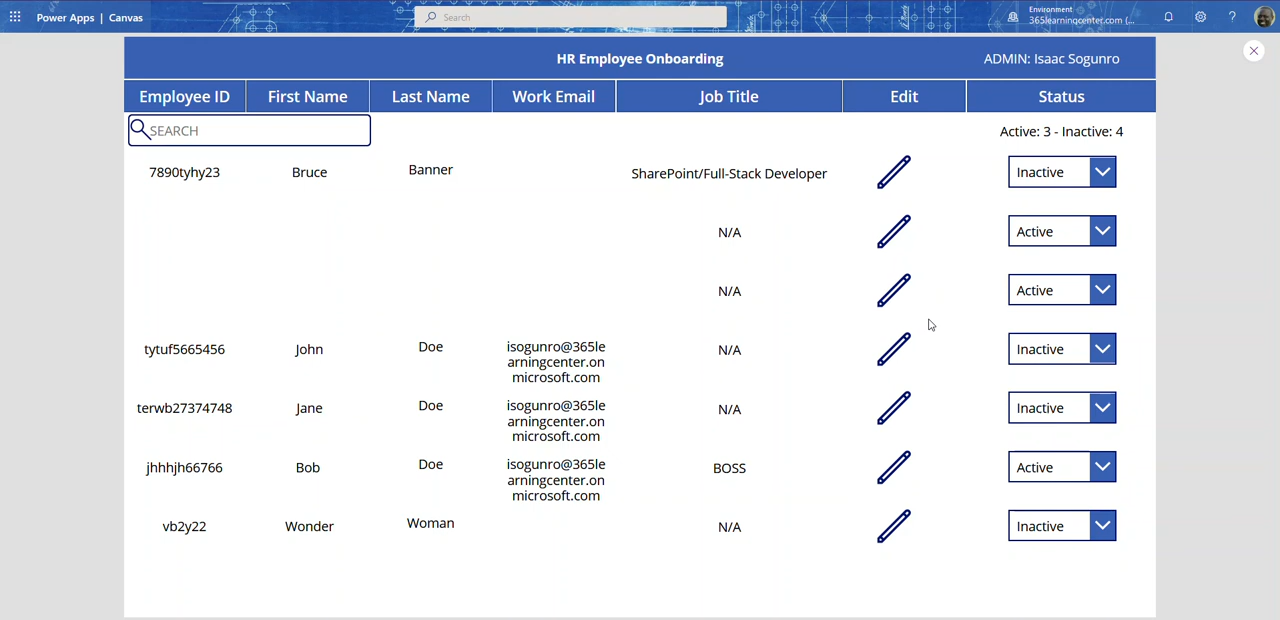 Power Apps | Canvas
Search
Environment
365learningcenter.com (...
?
HR Employee Onboarding
ADMIN: Isaac Sogunro
Employee ID
First Name
Last Name
Work Email
Job Title
Edit
Status
SEARCH
Active: 3 - Inactive: 4
7890tyhy23
Bruce
Banner
SharePoint/Full-Stack Developer
Inactive
N/A
Active
N/A
Active
tytuf5665456
John
Doe
isogunro@365le
arningcenter.on
microsoft.com
N/A
Inactive
terwb27374748
Jane
Doe
isogunro@365le
arningcenter.on
microsoft.com
N/A
Inactive
jhhhjh66766
Bob
Doe
isogunro@365le
arningcenter.on
microsoft.com
BOSS
Active
vb2y22
Wonder
Woman
N/A
Inactive